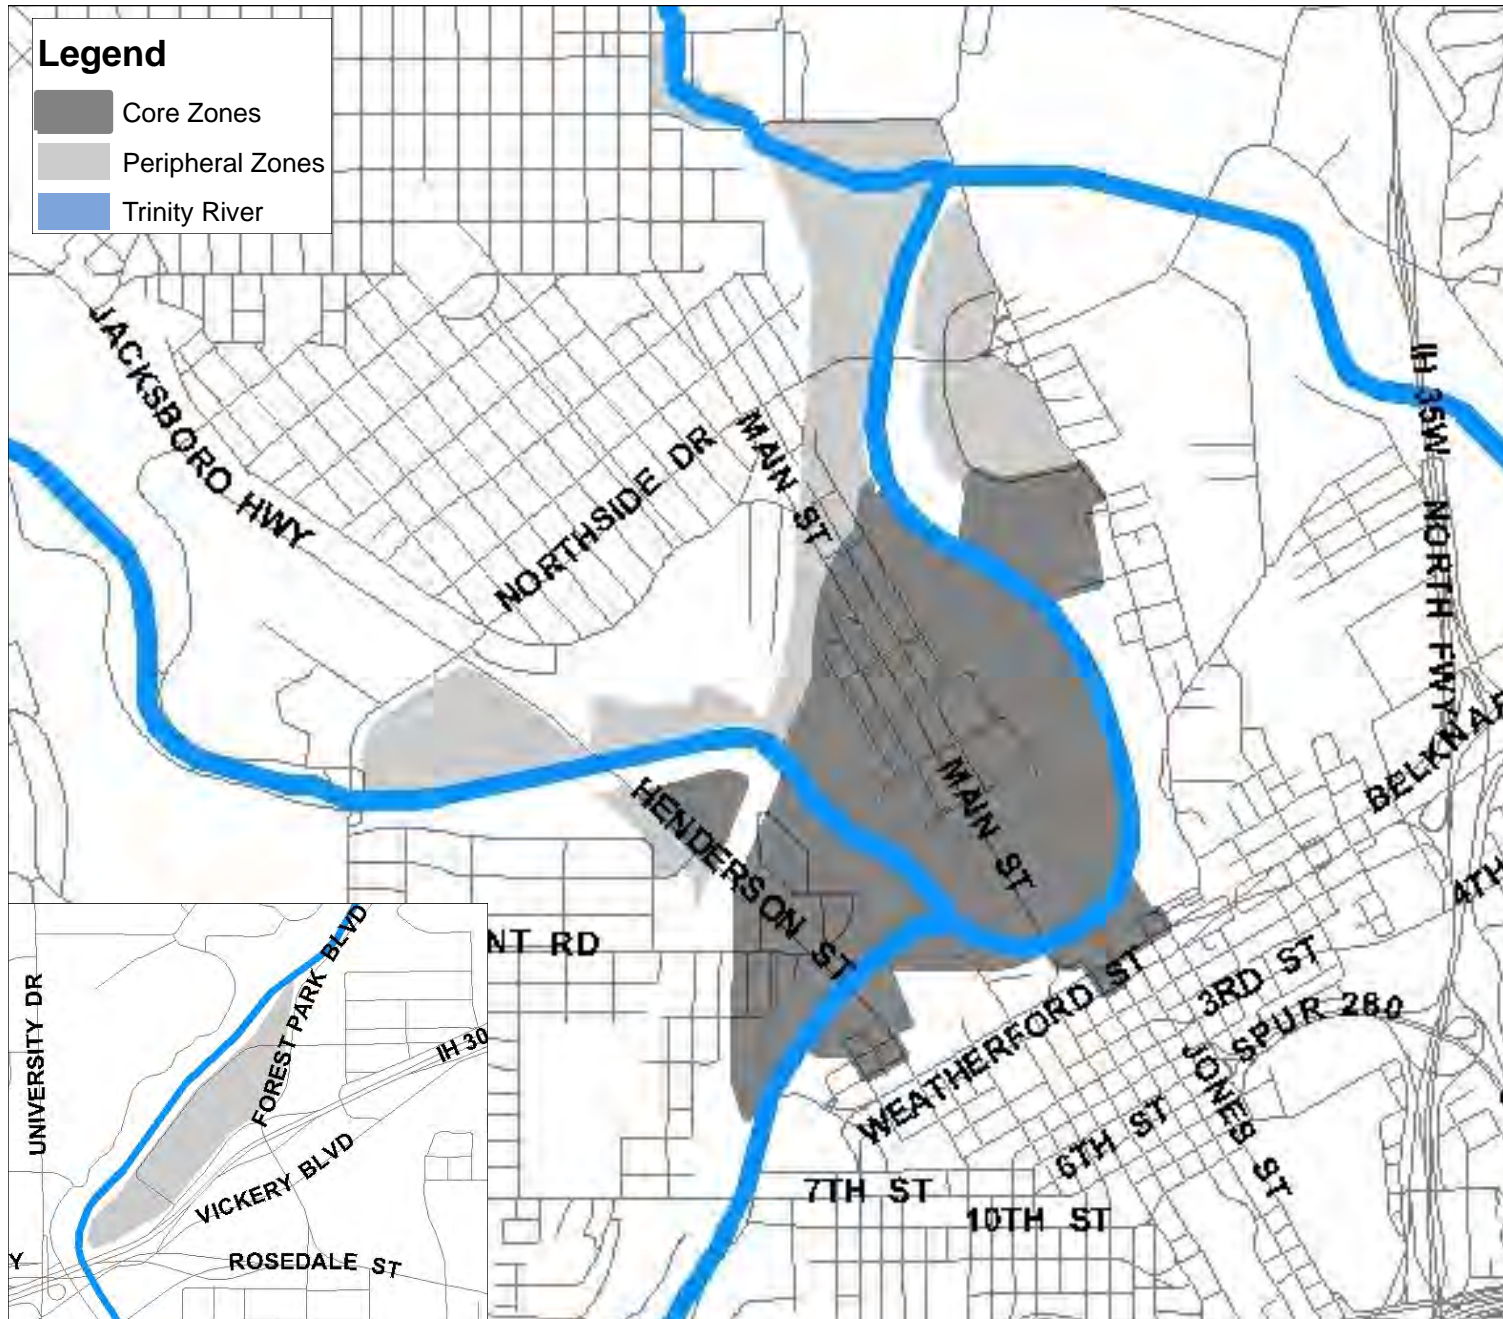 Legend
Core Zones
Peripheral Zones
Trinity River
JACKSBORO HWY
NORTHSIDE DR
MAIN ST
IH 35W NORTH FWY
BELKNAP
MAIN ST
HENDERSON ST
4TH
NT RD
WEATHERFORD ST
3RD ST
SPUR 280
JONES ST
6TH ST
7TH ST
10TH ST
UNIVERSITY DR
FOREST PARK BLVD
IH 30
VICKERY BLVD
ROSEDALE ST
Y